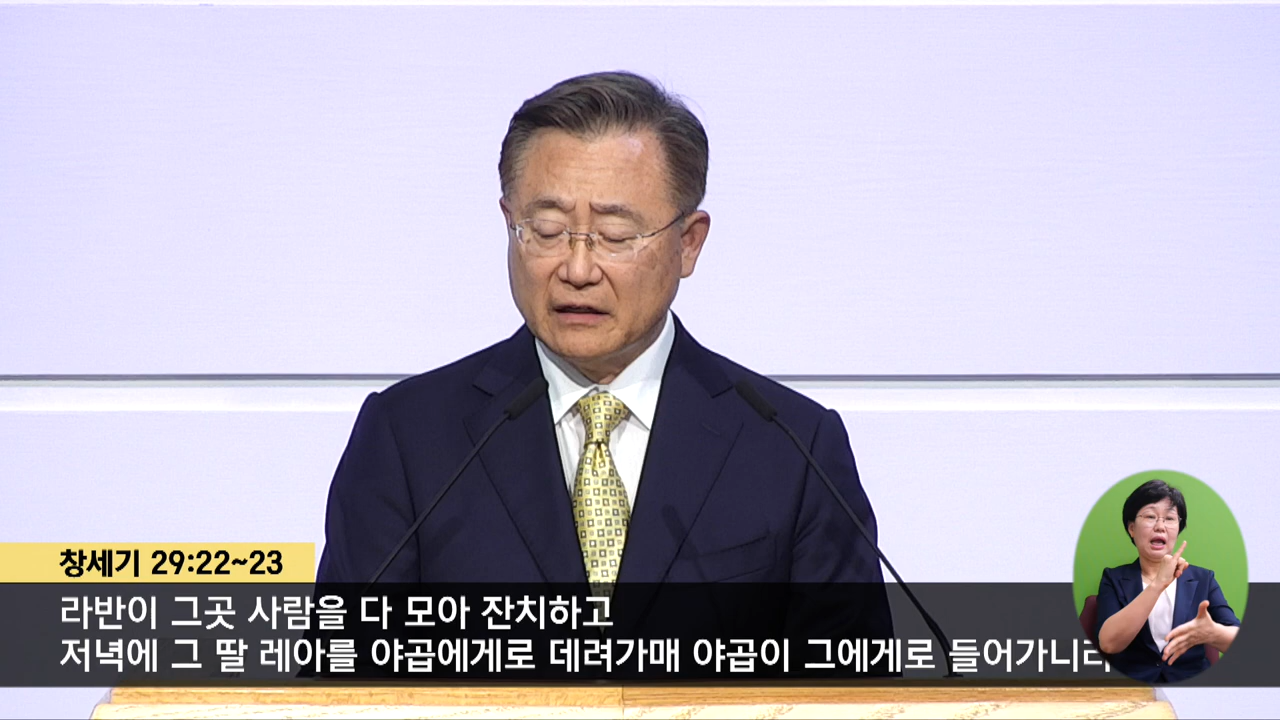 창세기 29:22~23
라반이 그곳 사람을 다 모아 잔치하고
저녁에 그 딸 레아를 야곱에게로 데려가매 야곱이 그에게로 들어가니라